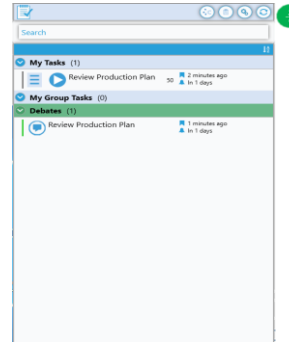 Search
My Tasks (1)
Review Production Plan 50 2 minutes ago
In 1 days
My Group Tasks (0)
Debates (1)
Review Production Plan 1 minutes ago
In 1 days